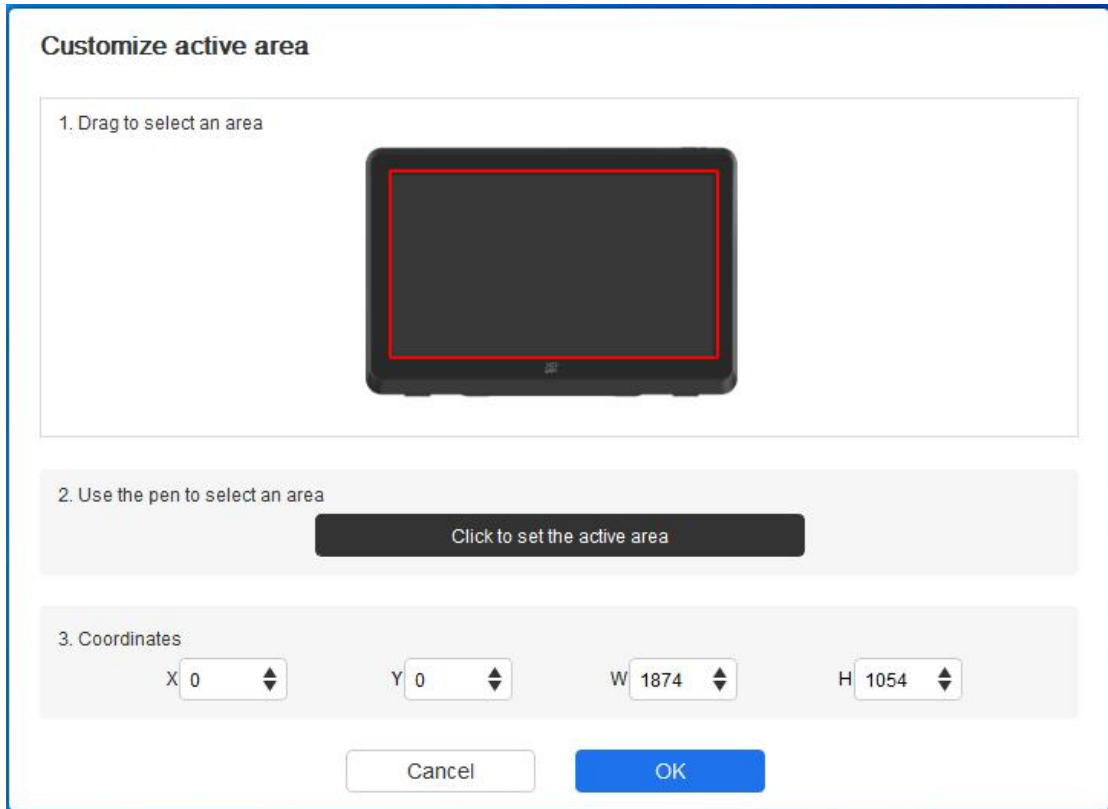 Customize active area
1. Drag to select an area
2. Use the pen to select an area
Click to set the active area
3. Coordinates
X 0 Y 0 W 1874 H 1054
Cancel OK